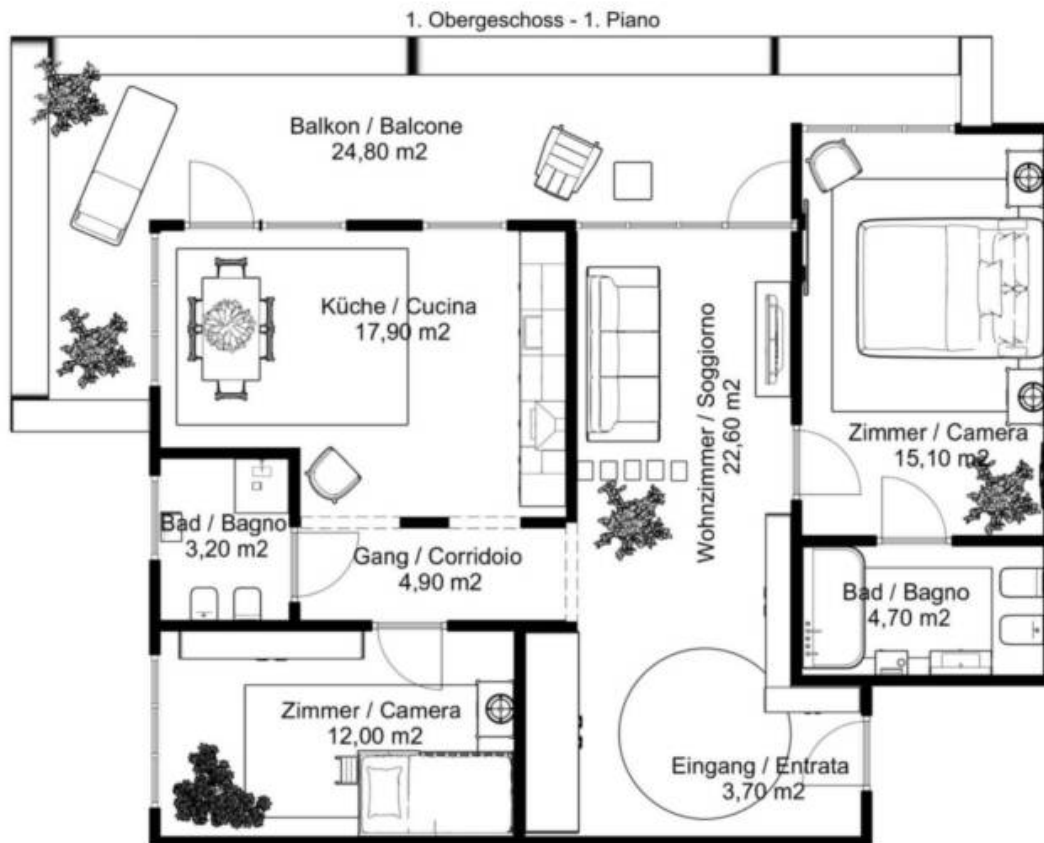 1. Obergeschoss - 1. Piano
Balkon / Balcone
24,80 m2
Küche / Cucina
17,90 m2
Wohnzimmer / Soggiorno
22,60 m2
Zimmer / Camera
15,10 m2
Bad / Bagno
3,20 m2
Gang / Corridoio
4,90 m2
Bad / Bagno
4,70 m2
Zimmer / Camera
12,00 m2
Eingang / Entrata
3,70 m2